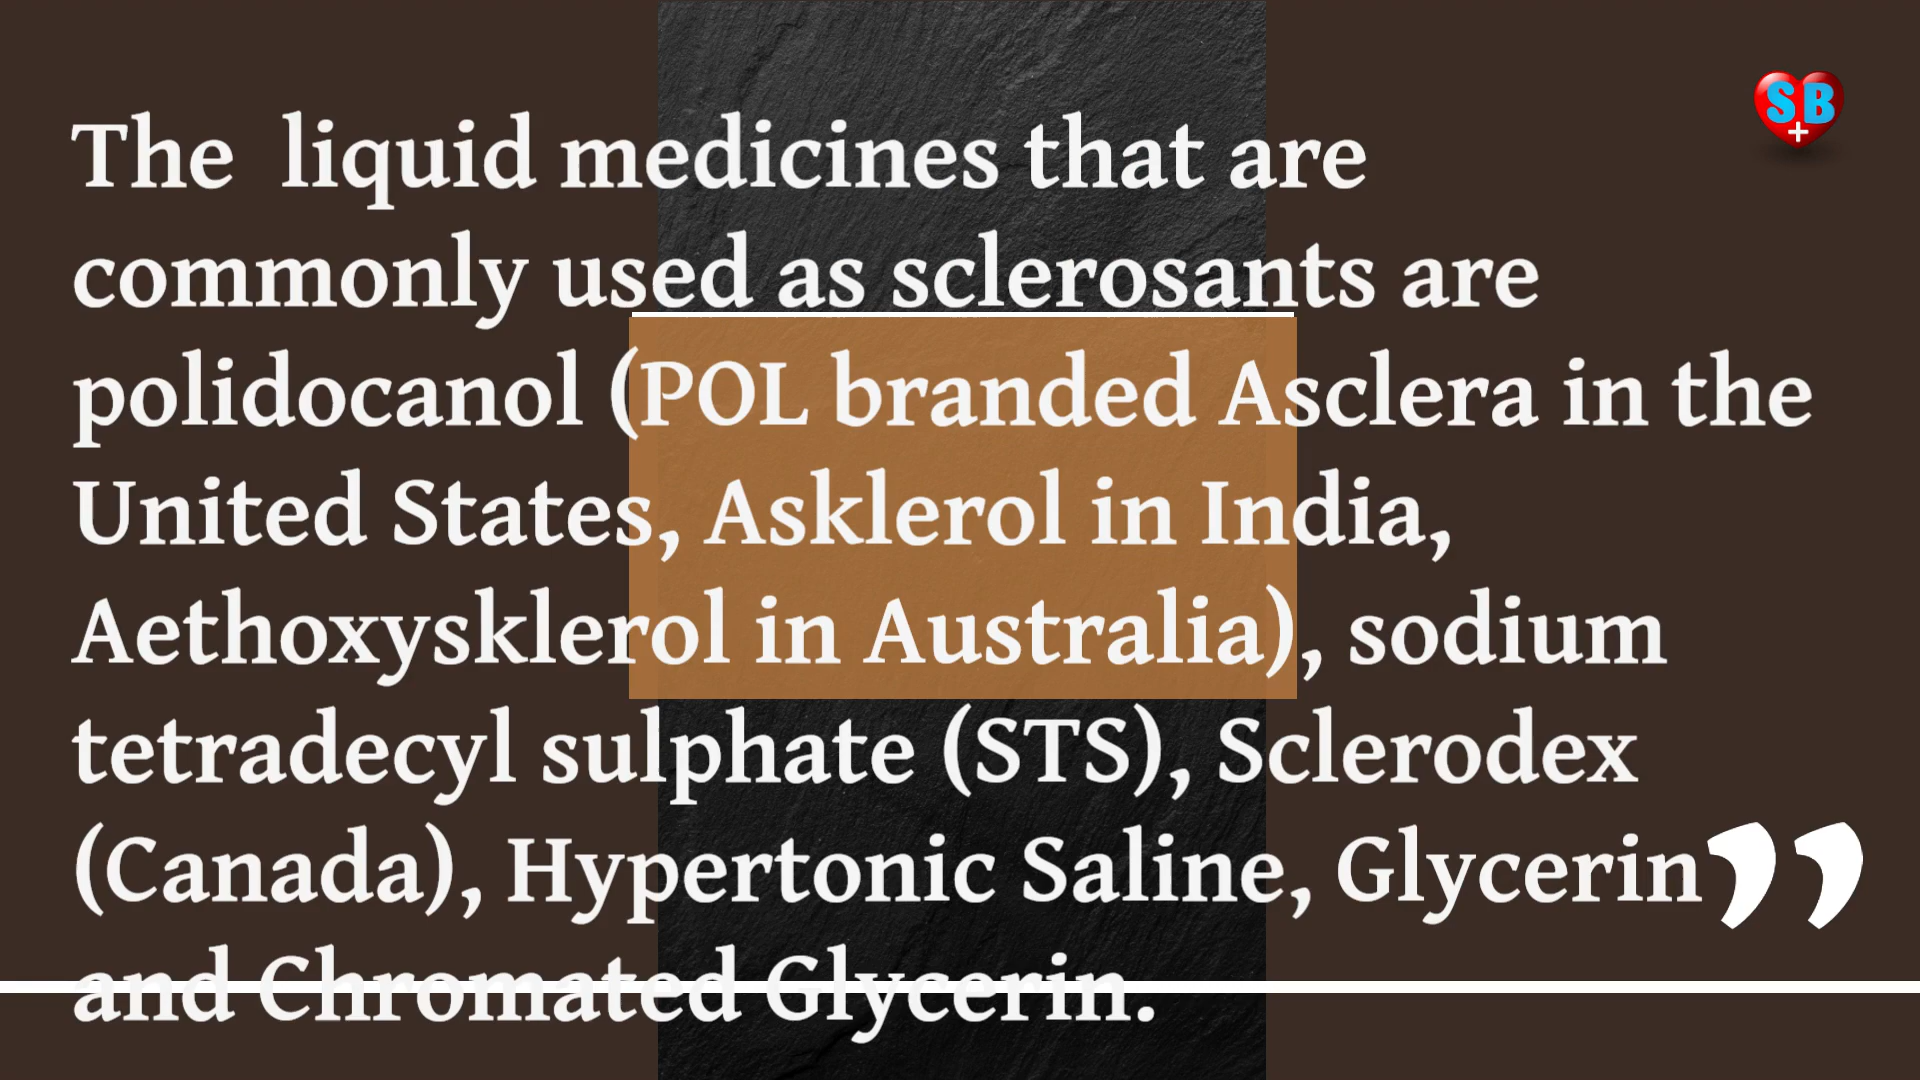 SB
The liquid medicines that are
commonly used as sclerosants are
polidocanol (POL branded Asclera in the
United States, Asklerol in India,
Aethoxysklerol in Australia), sodium
tetradecyl sulphate (STS), Sclerodex
(Canada), Hypertonic Saline, Glycerin
and Chromated Glycerin.
”